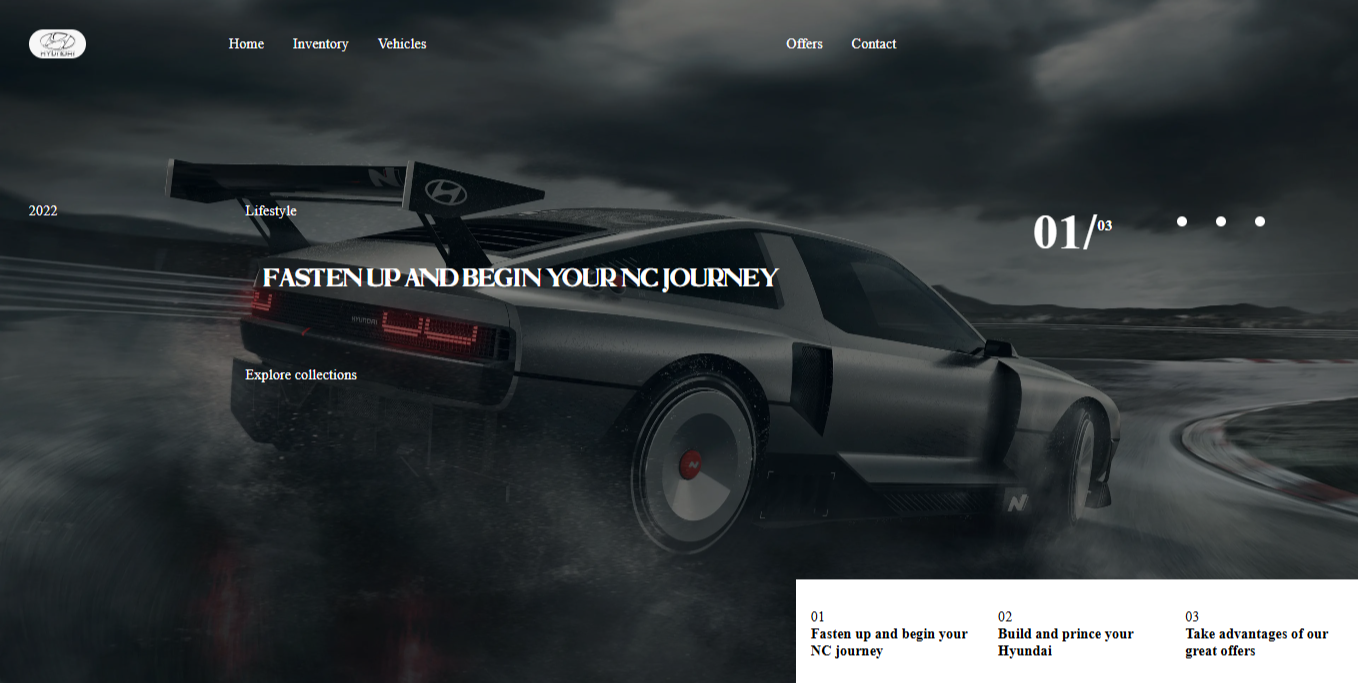 HYUNDAI
Home
Inventory
Vehicles
Offers
Contact
N
2022
Lifestyle
01/03
FASTEN UP AND BEGIN YOUR NC JOURNEY
HYUNDAI
Explore collections
N
N
01
Fasten up and begin your
NC journey
02
Build and prince your
Hyundai
03
Take advantages of our
great offers